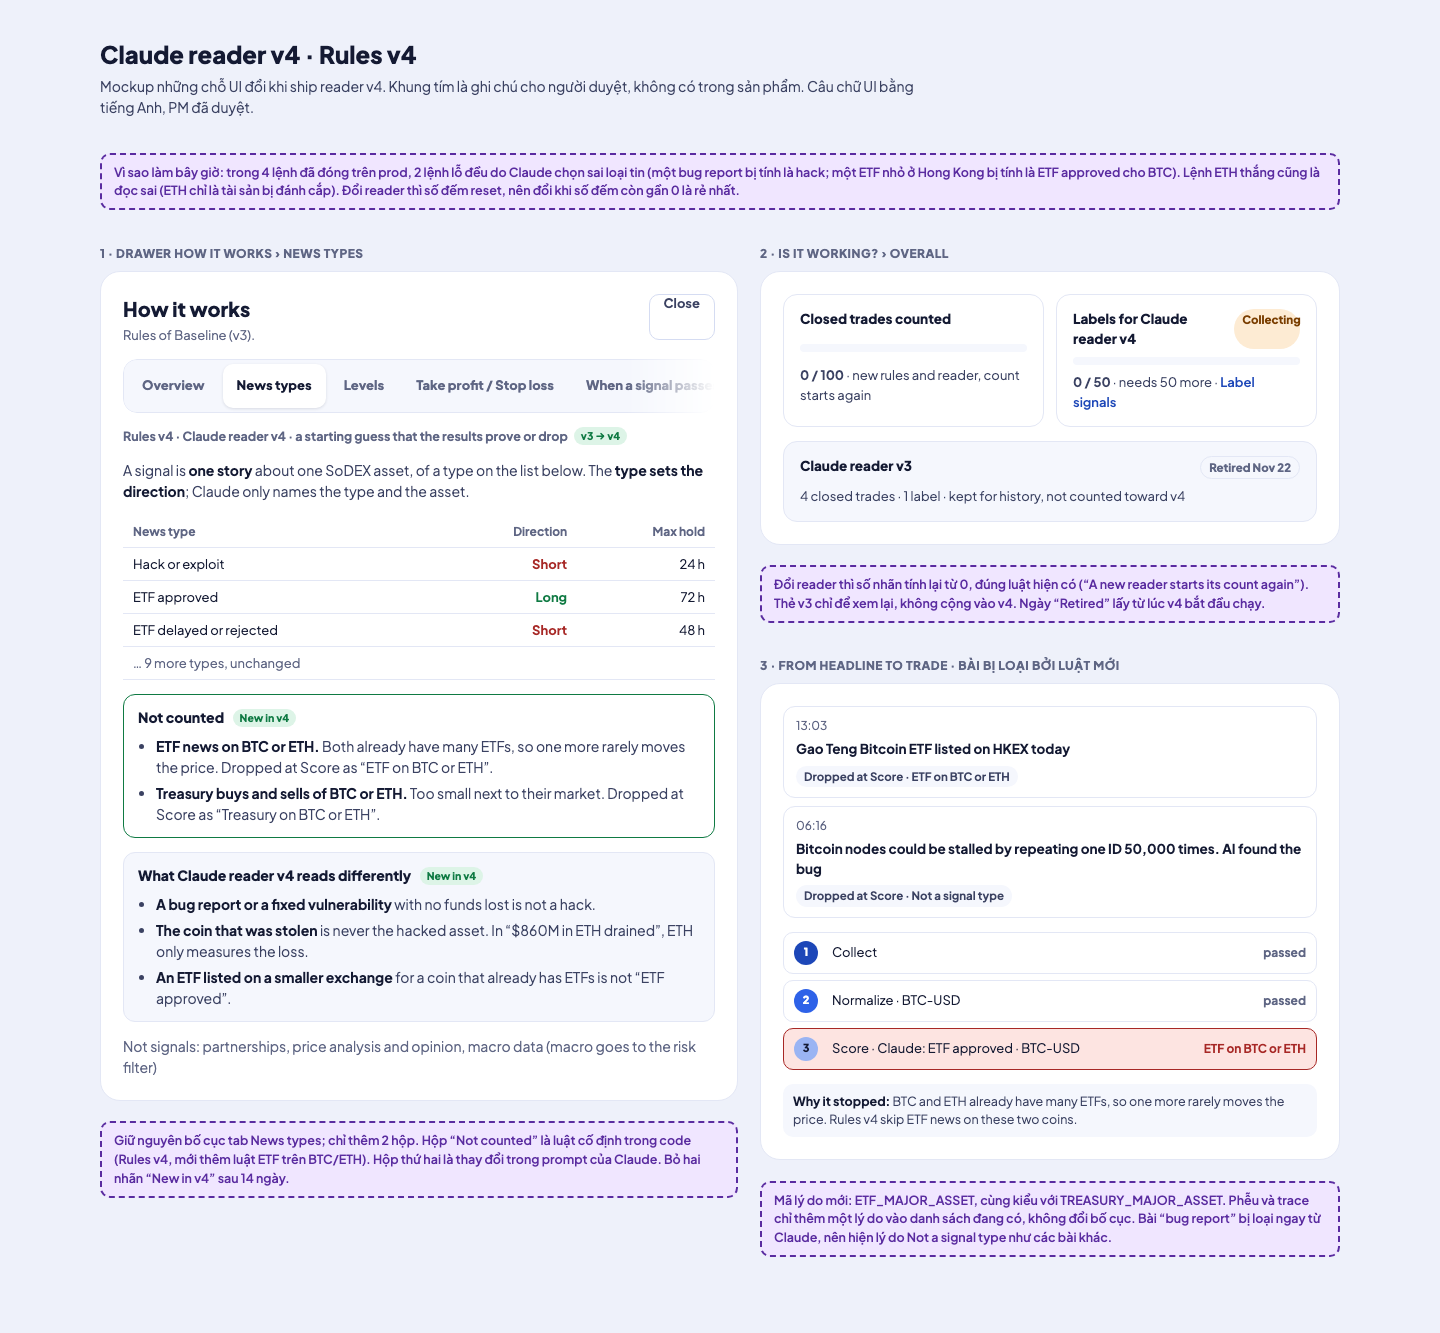 Claude reader v4 · Rules v4
Mockup những chỗ UI đổi khi ship reader v4. Khung tím là ghi chú cho người duyệt, không có trong sản phẩm. Câu chữ UI bằng
tiếng Anh, PM đã duyệt.
Vì sao làm bây giờ: trong 4 lệnh đã đóng trên prod, 2 lệnh lỗ đều do Claude chọn sai loại tin (một bug report bị tính là hack; một ETF nhỏ ở Hong Kong bị tính là ETF approved cho BTC). Lệnh ETH thắng cũng là
đọc sai (ETH chỉ là tài sản bị đánh cắp). Đổi reader thì số đếm reset, nên đổi khi số đếm còn gần 0 là rẻ nhất.
1 · DRAWER HOW IT WORKS › NEWS TYPES
How it works
Close
Rules of Baseline (v3).
Overview
News types
Levels
Take profit / Stop loss
When a signal passe
Rules v4 · Claude reader v4 · a starting guess that the results prove or drop
v3 → v4
A signal is one story about one SoDEX asset, of a type on the list below. The type sets the
direction; Claude only names the type and the asset.
News type Direction Max hold
Hack or exploit Short 24 h
ETF approved Long 72 h
ETF delayed or rejected Short 48 h
… 9 more types, unchanged
Not counted New in v4
• ETF news on BTC or ETH. Both already have many ETFs, so one more rarely moves
the price. Dropped at Score as “ETF on BTC or ETH”.
• Treasury buys and sells of BTC or ETH. Too small next to their market. Dropped at
Score as “Treasury on BTC or ETH”.
What Claude reader v4 reads differently New in v4
• A bug report or a fixed vulnerability with no funds lost is not a hack.
• The coin that was stolen is never the hacked asset. In “$860M in ETH drained”, ETH
only measures the loss.
• An ETF listed on a smaller exchange for a coin that already has ETFs is not “ETF
approved”.
Not signals: partnerships, price analysis and opinion, macro data (macro goes to the risk
filter)
Giữ nguyên bố cục tab News types; chỉ thêm 2 hộp. Hộp “Not counted” là luật cố định trong code
(Rules v4, mới thêm luật ETF trên BTC/ETH). Hộp thứ hai là thay đổi trong prompt của Claude. Bỏ hai
nhãn “New in v4” sau 14 ngày.
2 · IS IT WORKING? › OVERALL
Closed trades counted
0 / 100 · new rules and reader, count
starts again
Labels for Claude
reader v4
Collecting
0 / 50 · needs 50 more · Label
signals
Claude reader v3
Retired Nov 22
4 closed trades · 1 label · kept for history, not counted toward v4
Đổi reader thì số nhãn tính lại từ 0, đúng luật hiện có (“A new reader starts its count again”).
Thẻ v3 chỉ để xem lại, không cộng vào v4. Ngày “Retired” lấy từ lúc v4 bắt đầu chạy.
3 · FROM HEADLINE TO TRADE · BÀI BỊ LOẠI BỞI LUẬT MỚI
13:03
Gao Teng Bitcoin ETF listed on HKEX today
Dropped at Score · ETF on BTC or ETH
06:16
Bitcoin nodes could be stalled by repeating one ID 50,000 times. AI found the
bug
Dropped at Score · Not a signal type
1 Collect passed
2 Normalize · BTC-USD passed
3 Score · Claude: ETF approved · BTC-USD ETF on BTC or ETH
Why it stopped: BTC and ETH already have many ETFs, so one more rarely moves the
price. Rules v4 skip ETF news on these two coins.
Mã lý do mới: ETF_MAJOR_ASSET, cùng kiểu với TREASURY_MAJOR_ASSET. Phễu và trace
chỉ thêm một lý do vào danh sách đang có, không đổi bố cục. Bài “bug report” bị loại ngay từ
Claude, nên hiện lý do Not a signal type như các bài khác.